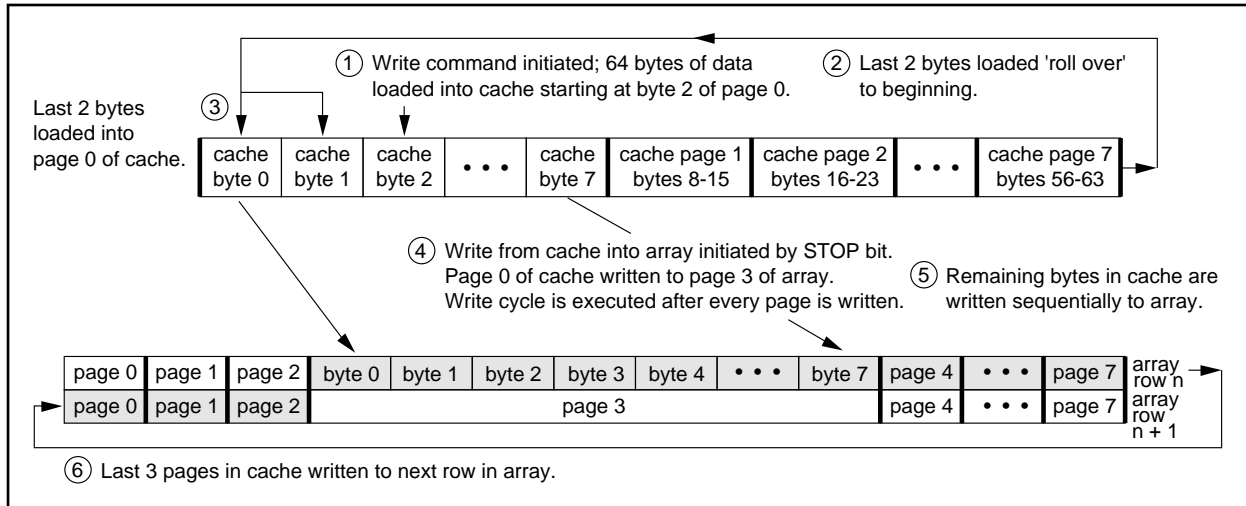 ① Write command initiated; 64 bytes of data
loaded into cache starting at byte 2 of page 0.
② Last 2 bytes loaded 'roll over'
to beginning.
Last 2 bytes
loaded into
page 0 of cache.
③
cache byte 0
cache byte 1
cache byte 2
• • •
cache byte 7
cache page 1 bytes 8-15
cache page 2 bytes 16-23
• • •
cache page 7 bytes 56-63
④ Write from cache into array initiated by STOP bit.
Page 0 of cache written to page 3 of array.
Write cycle is executed after every page is written.
⑤ Remaining bytes in cache are
written sequentially to array.
page 0 page 1 page 2 byte 0 byte 1 byte 2 byte 3 byte 4 • • • byte 7 page 4 • • • page 7 array row n
page 0 page 1 page 2 page 3 page 4 • • • page 7 array row n + 1
⑥ Last 3 pages in cache written to next row in array.